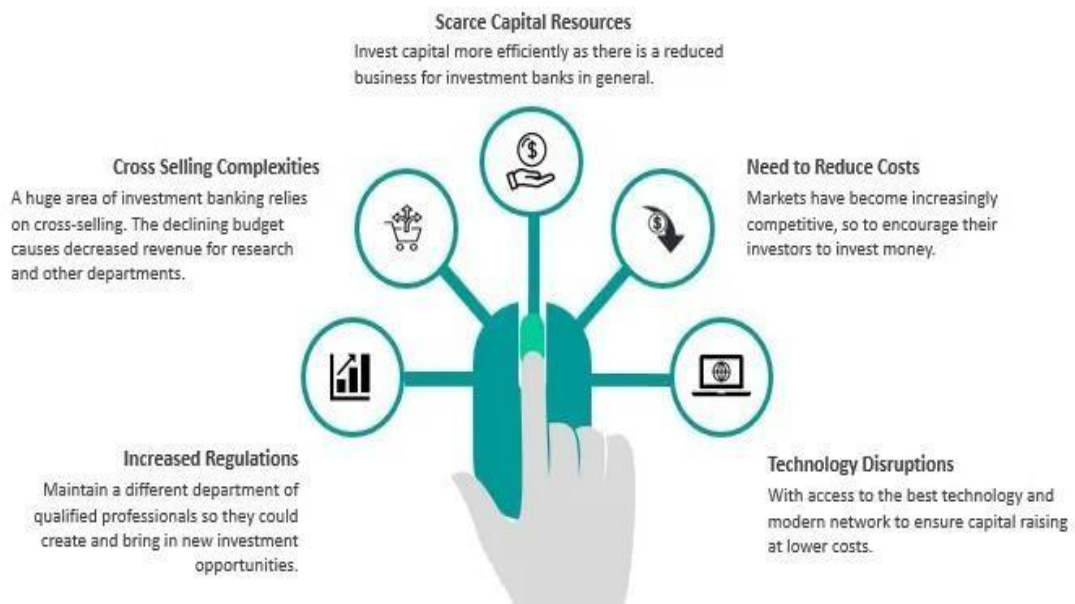 Scarce Capital Resources
Invest capital more efficiently as there is a reduced
business for investment banks in general.
Cross Selling Complexities
A huge area of investment banking relies
on cross-selling. The declining budget
causes decreased revenue for research
and other departments.
Need to Reduce Costs
Markets have become increasingly
competitive, so to encourage their
investors to invest money.
Increased Regulations
Maintain a different department of
qualified professionals so they could
create and bring in new investment
opportunities.
Technology Disruptions
With access to the best technology and
modern network to ensure capital raising
at lower costs.